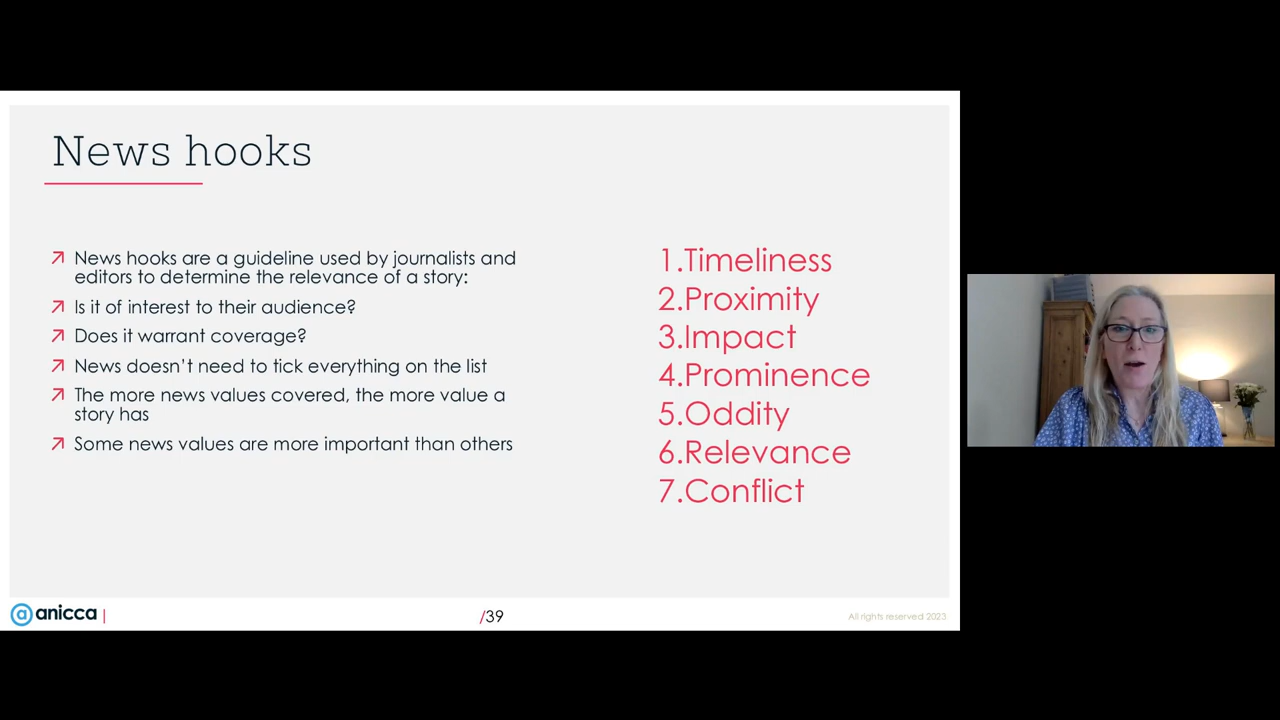 News hooks
News hooks are a guideline used by journalists and
editors to determine the relevance of a story:
Is it of interest to their audience?
Does it warrant coverage?
News doesn’t need to tick everything on the list
The more news values covered, the more value a
story has
Some news values are more important than others
1.Timeliness
2.Proximity
3.Impact
4.Prominence
5.Oddity
6.Relevance
7.Conflict
@anicca |
/39
All rights reserved 2023